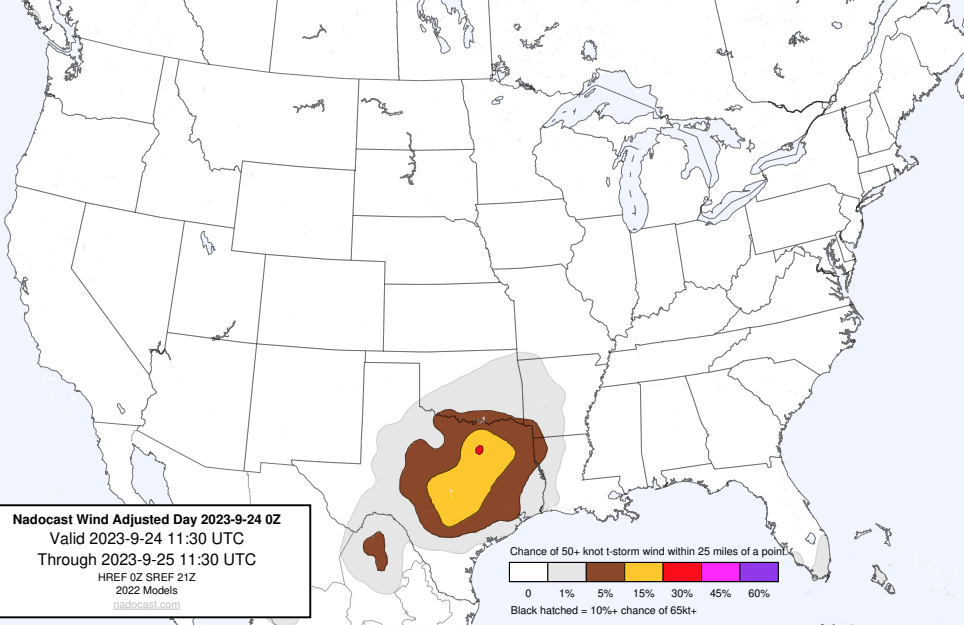 Nadocast Wind Adjusted Day 2023-9-24 0Z
Valid 2023-9-24 11:30 UTC
Through 2023-9-25 11:30 UTC
HREF 0Z SREF 21Z
2022 Models
nadocast.com
Chance of 50+ knot t-storm wind within 25 miles of a point.
0 1% 5% 15% 30% 45% 60%
Black hatched = 10%+ chance of 65kt+